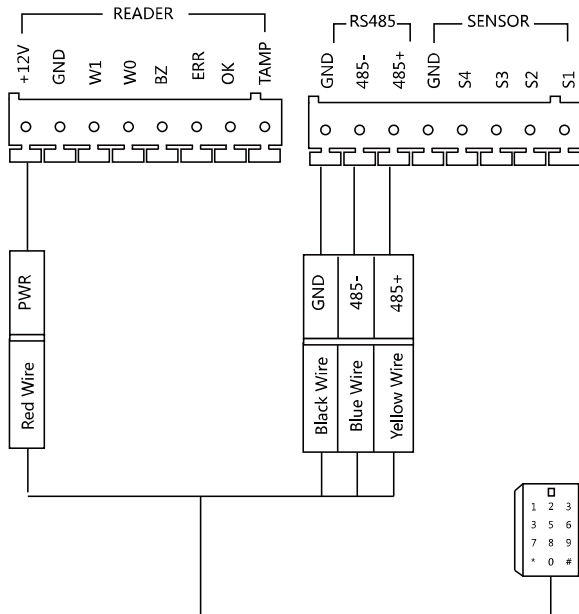 READER
RS485
SENSOR
+12V
GND
W1
W0
BZ
ERR
OK
TAMP
GND
485-
485+
GND
S4
S3
S2
S1
PWR
GND
485-
485+
Red Wire
Black Wire
Blue Wire
Yellow Wire
1 2 3
3 5 6
7 8 9
* 0 #